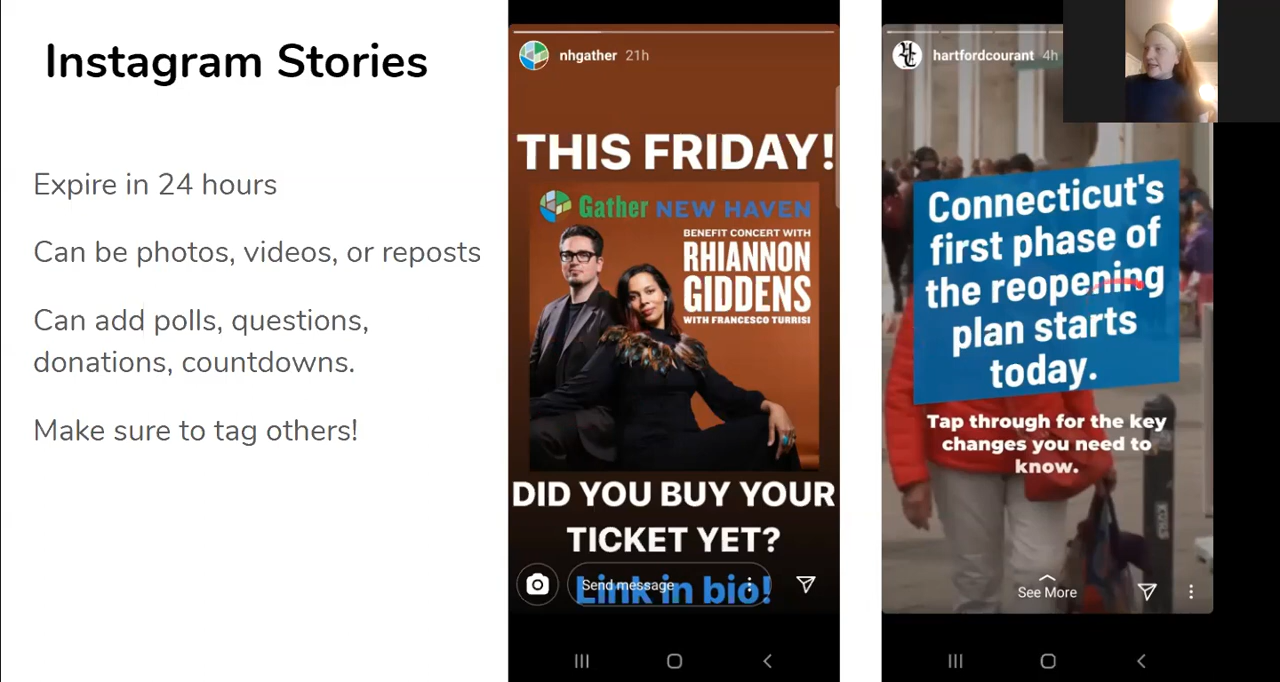 Instagram Stories
Expire in 24 hours
Can be photos, videos, or reposts
Can add polls, questions,
donations, countdowns.
Make sure to tag others!
nhgather 21h
THIS FRIDAY!
Gather NEW HAVEN
BENEFIT CONCERT WITH
RHIANNON
GIDDENS
WITH FRANCESCO TURRISI
DID YOU BUY YOUR
TICKET YET?
Send message
Link in bio!
hartfordcourant 4h
Connecticut's
first phase of
the reopening
plan starts
today.
Tap through for the key
changes you need to
know.
See More